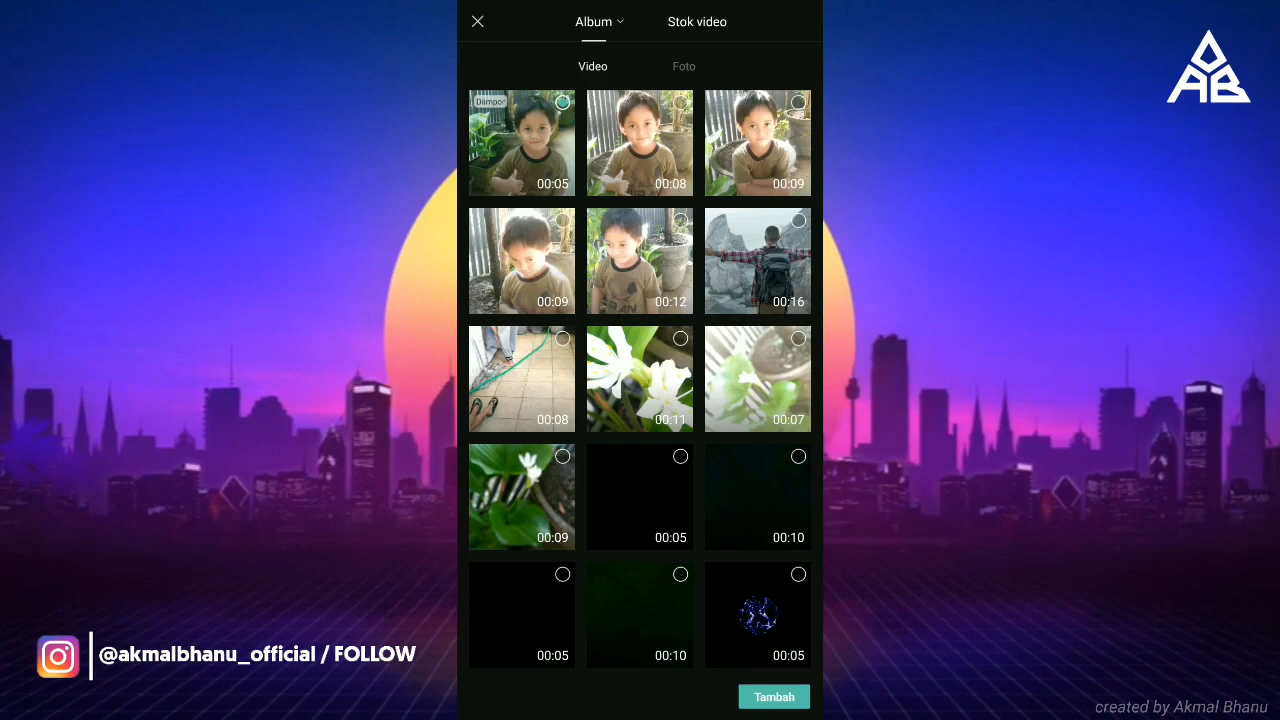 Album
Stok video
Video
Foto
Diimpor
00:05
00:08
00:09
00:09
00:12
00:16
00:08
00:11
00:07
00:09
00:05
00:10
00:05
00:10
00:05
Tambah
AB
@akmalbhanu_official / FOLLOW
created by Akmal Bhanu